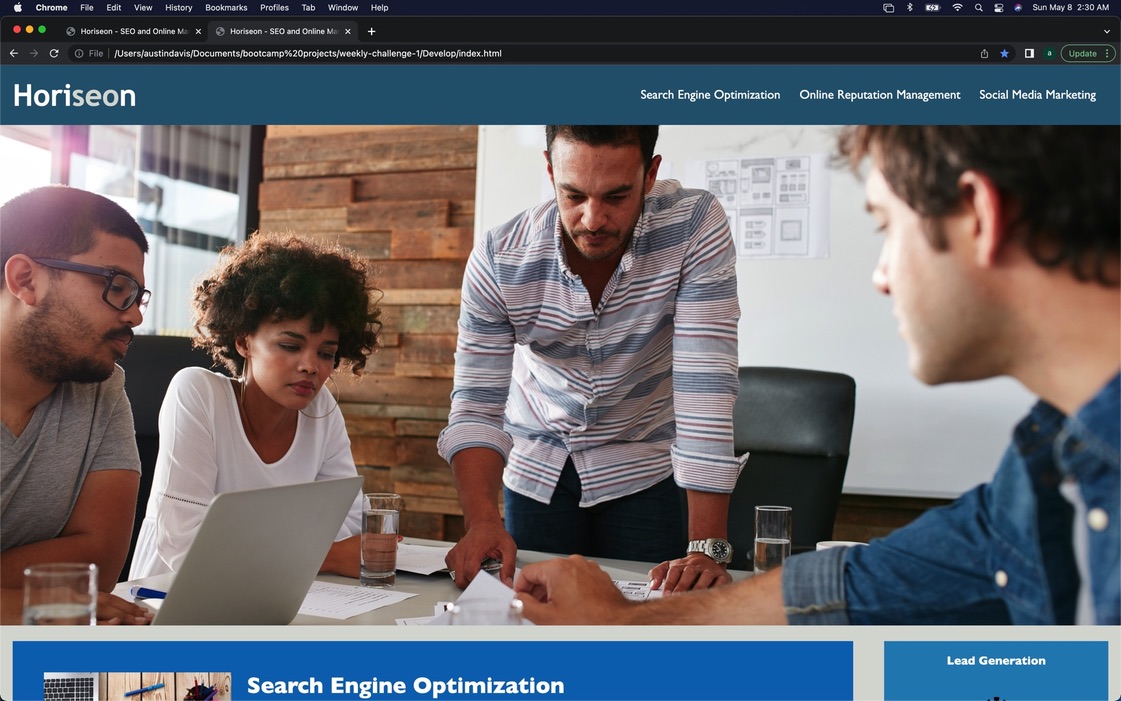 Chrome File Edit View History Bookmarks Profiles Tab Window Help Sun May 8 2:30 AM
Horiseon - SEO and Online Ma Horiseon - SEO and Online Ma
File /Users/austindavis/Documents/bootcamp%20projects/weekly-challenge-1/Develop/index.html a Update
Horiseon Search Engine Optimization Online Reputation Management Social Media Marketing
Lead Generation
Search Engine Optimization